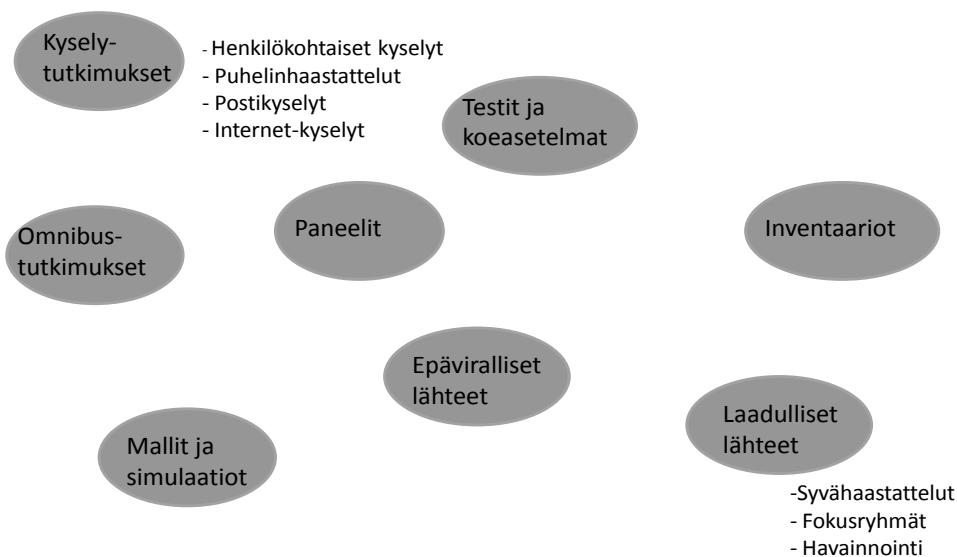 Kysely-
tutkimukset
- Henkilökohtaiset kyselyt
- Puhelinhaastattelut
- Postikyselyt
- Internet-kyselyt
Testit ja
koeasetelmat
Omnibus-
tutkimukset
Paneelit
Inventaariot
Epäviralliset
lähteet
Mallit ja
simulaatiot
Laadulliset
lähteet
-Syvähaastattelut
- Fokusryhmät
- Havainnointi